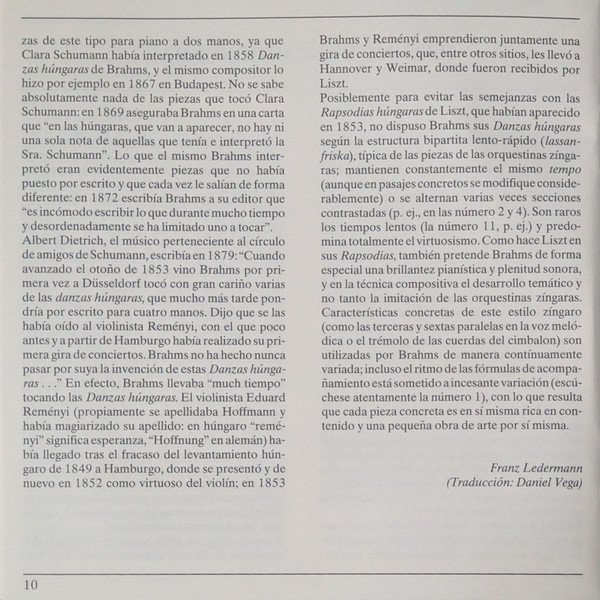 zas de este tipo para piano a dos manos, ya que
Clara Schumann había interpretado en 1858 Dan-
zas húngaras de Brahms, y el mismo compositor lo
hizo por ejemplo en 1867 en Budapest. No se sabe
absolutamente nada de las piezas que tocó Clara
Schumann: en 1869 aseguraba Brahms en una carta
que “en las húngaras, que van a aparecer, no hay ni
una sola nota de aquellas que tenía e interpretó la
Sra. Schumann”. Lo que el mismo Brahms inter-
pretó eran evidentemente piezas que no había
puesto por escrito y que cada vez le salían de forma
diferente: en 1872 escribía Brahms a su editor que
“es incómodo escribir lo que durante mucho tiempo
y desordenadamente se ha limitado uno a tocar”.
Albert Dietrich, el músico perteneciente al círculo
de amigos de Schumann, escribía en 1879: “Cuando
avanzado el otoño de 1853 vino Brahms por pri-
mera vez a Düsseldorf tocó con gran cariño varias
de las danzas húngaras, que mucho más tarde pon-
dría por escrito para cuatro manos. Dijo que se las
había oído al violinista Reményi, con el que poco
antes y a partir de Hamburgo había realizado su pri-
mera gira de conciertos. Brahms no ha hecho nunca
pasar por suya la invención de estas Danzas húnga-
ras . . .” En efecto, Brahms llevaba “much tiempo”
tocando las Danzas húngaras. El violinista Eduard
Reményi (propiamente se apellidaba Hoffmann y
había magiarizado su apellido: en húngaro “remé-
nyi” significa esperanza, “Hoffnung” en alemán) ha-
bía llegado tras el fracaso del levantamiento hún-
garo de 1849 a Hamburgo, donde se presentó y de
nuevo en 1852 como virtuoso del violín; en 1853
Brahms y Reményi emprendieron juntamente una
gira de conciertos, que, entre otros sitios, les llevó a
Hannover y Weimar, donde fueron recibidos por
Liszt.
Posiblemente para evitar las semejanzas con las
Rapsodias húngaras de Liszt, que habían aparecido
en 1853, no dispuso Brahms sus Danzas húngaras
según la estructura bipartita lento-rápido (lassan-
friska), típica de las piezas de las orquestinas zínga-
ras; mantienen constantemente el mismo tempo
(aunque en pasajes concretos se modifique conside-
rablemente) o se alternan varias veces secciones
contrastadas (p. ej., en las número 2 y 4). Son raros
los tiempos lentos (la número 11, p. ej.) y predo-
mina totalmente el virtuosismo. Como hace Liszt en
sus Rapsodias, también pretende Brahms de forma
especial una brillantez pianística y plenitud sonora,
y en la técnica compositiva el desarrollo temático y
no tanto la imitación de las orquestinas zíngaras.
Características concretas de este estilo zíngaro
(como las terceras y sextas paralelas en la voz meló-
dica o el trémolo de las cuerdas del cimbalon) son
utilizadas por Brahms de manera contínuamente
variada; incluso el ritmo de las fórmulas de acompa-
ñamiento está sometido a incesante variación (escú-
chese atentamente la número 1), con lo que resulta
que cada pieza concreta es en sí misma rica en con-
tenido y una pequeña obra de arte por sí misma.
Franz Ledermann
(Traducción: Daniel Vega)
10